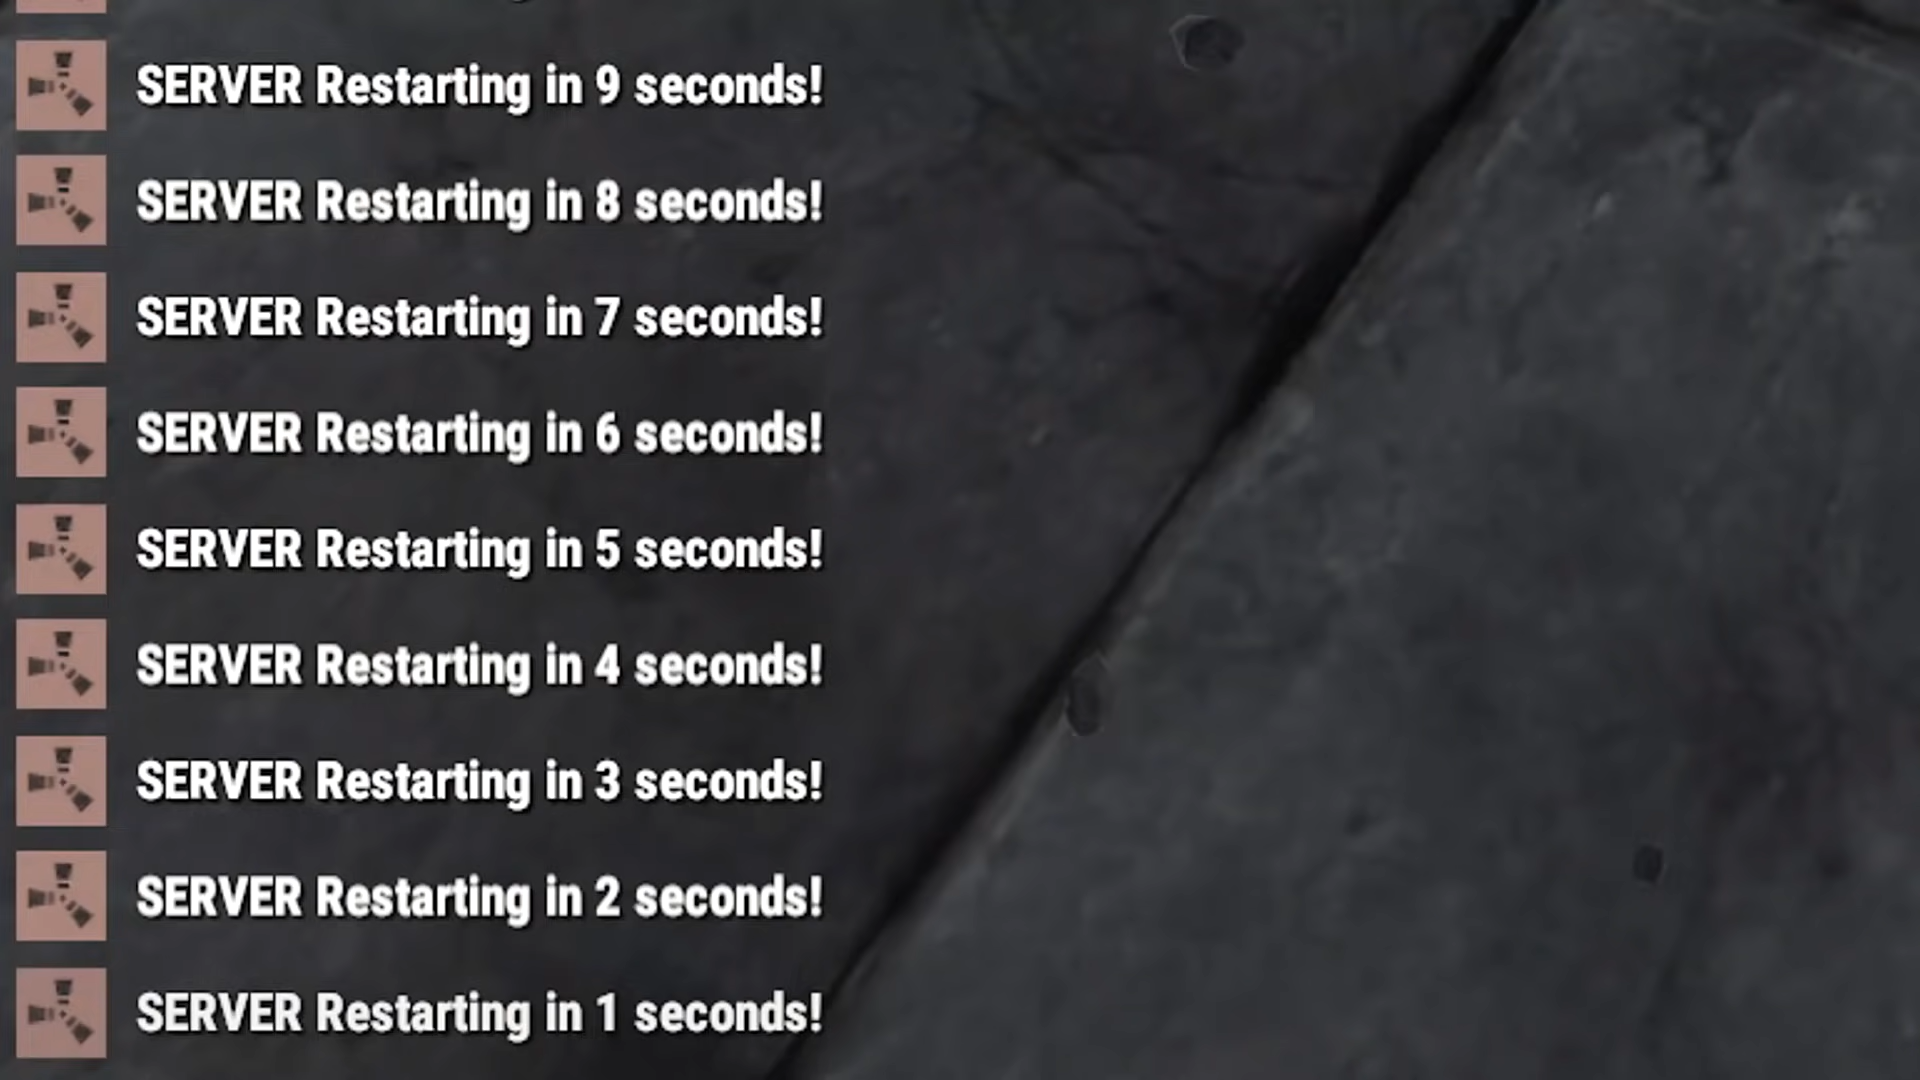 SERVER Restarting in 9 seconds!
SERVER Restarting in 8 seconds!
SERVER Restarting in 7 seconds!
SERVER Restarting in 6 seconds!
SERVER Restarting in 5 seconds!
SERVER Restarting in 4 seconds!
SERVER Restarting in 3 seconds!
SERVER Restarting in 2 seconds!
SERVER Restarting in 1 seconds!